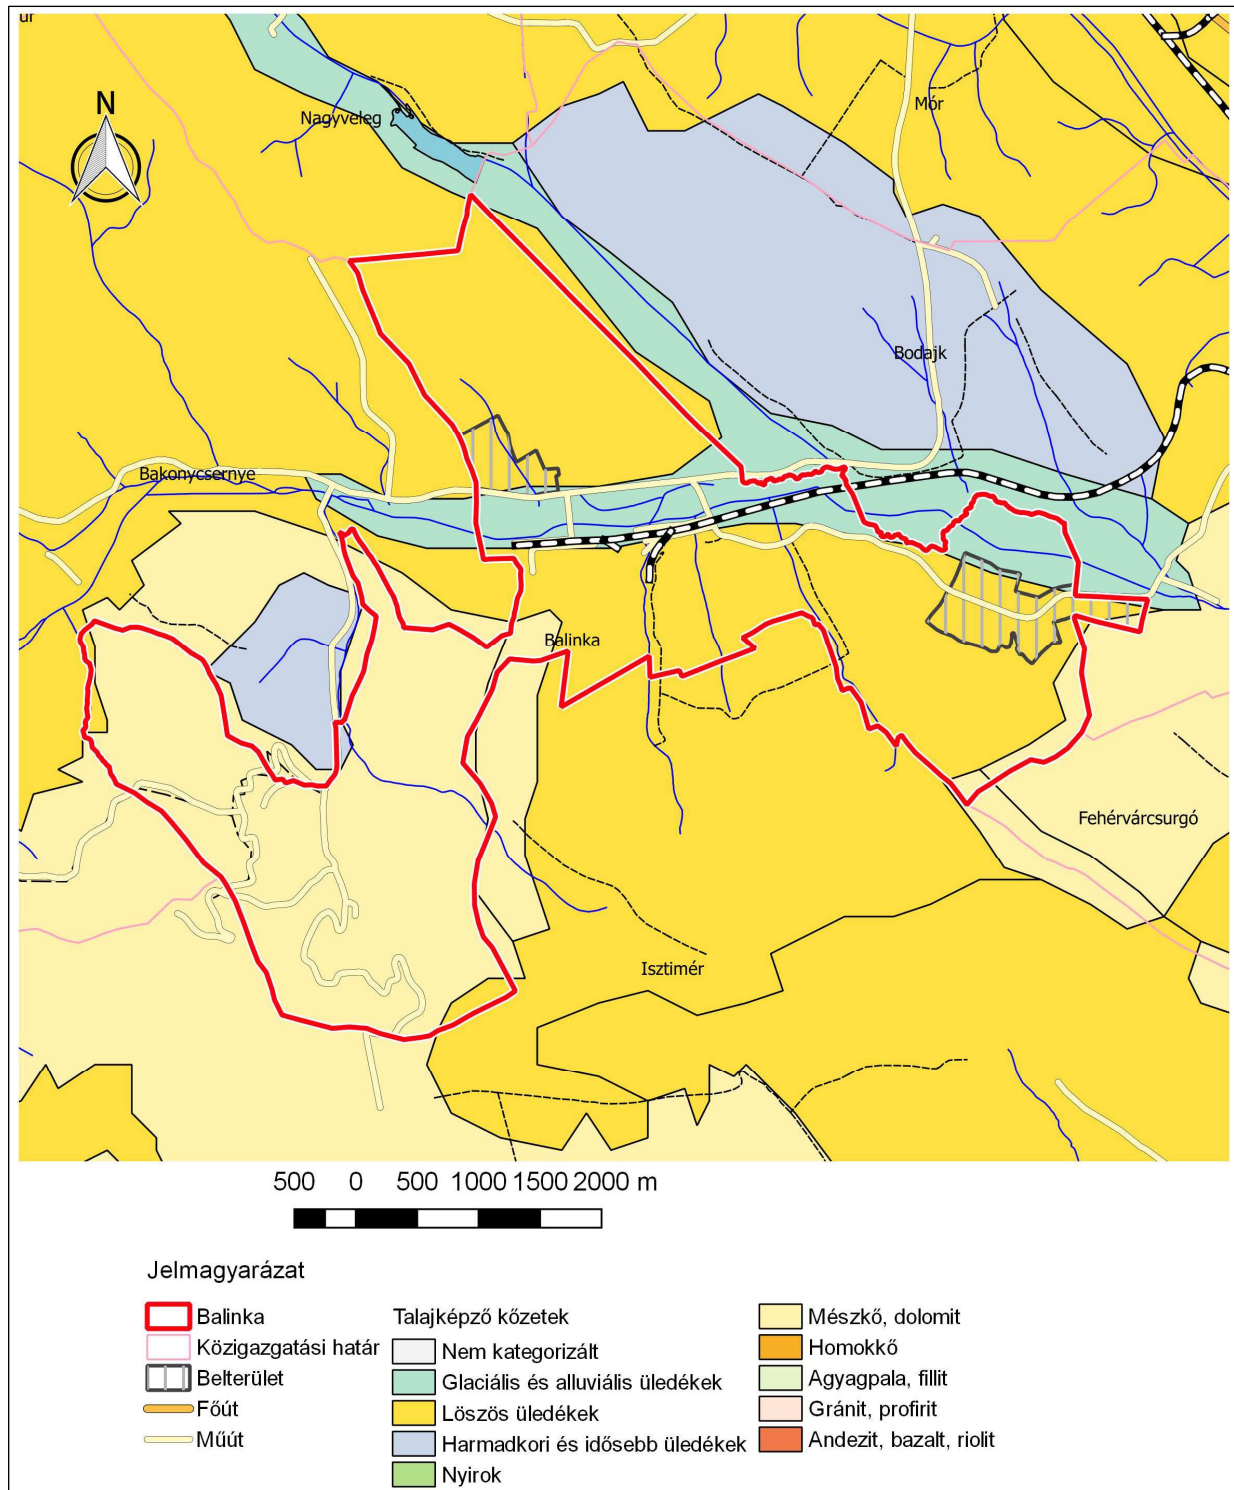 ur
N
Nagyveleg
Mór
Bodajk
Bakonycsernye
Balinka
Fehérvárcsurgó
Isztimér
500 0 500 1000 1500 2000 m
Jelmagyarázat
Balinka
Közigazgatási határ
Belterület
Főút
Műút
Talajképző kőzetek
Nem kategorizált
Glaciális és alluviális üledékek
Löszös üledékek
Harmadkori és idősebb üledékek
Nyirok
Mészkő, dolomit
Homokkő
Agyagpala, fillit
Gránit, profirit
Andezit, bazalt, riolit